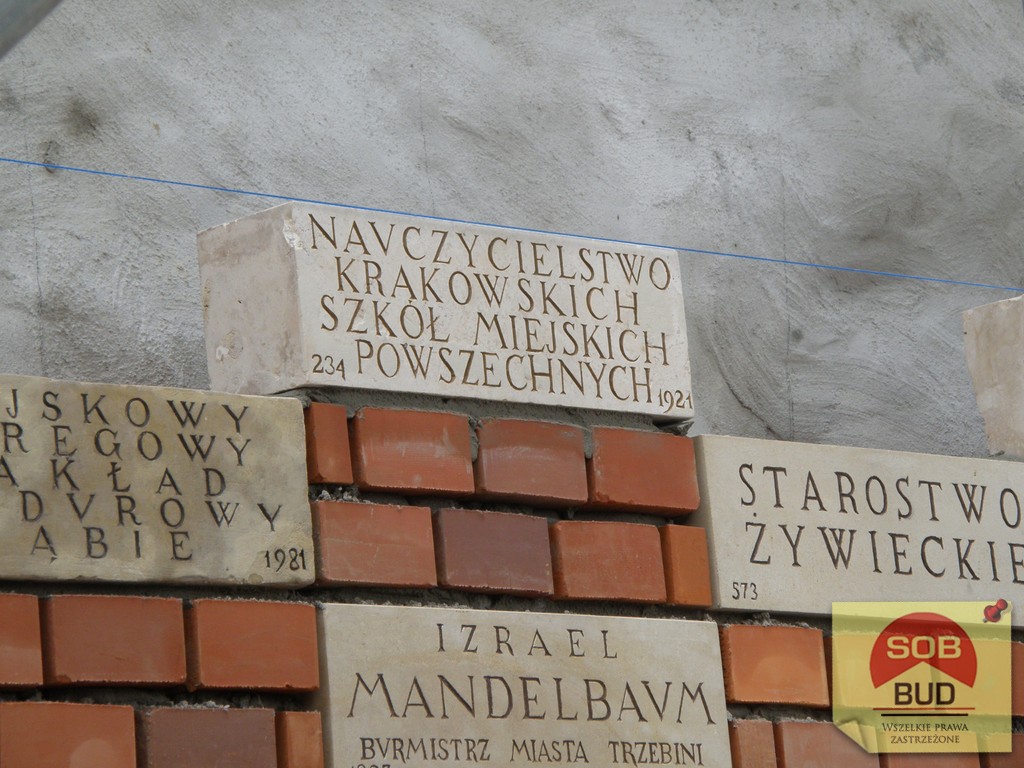 NAVCZYCIELSTWO
KRAKOWSKICH
SZKÓŁ MIEJSKICH
POWSZECHNYCH
234 1921
JSKOWY
RĘGOWY
AKŁAD
DVROWY
ĄBIE
1981
STAROSTWO
ŻYWIECKIE
573
IZRAEL
MANDELBAVM
BVRMISTRZ MIASTA TRZEBINI
SOB
BUD
WSZELKIE PRAWA
ZASTRZEŻONE